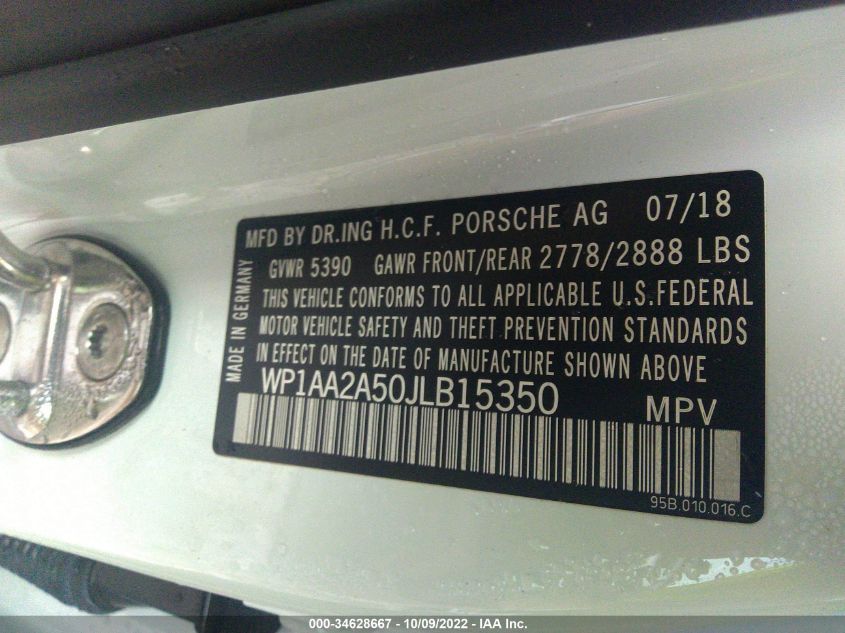 MFD BY DR.ING H.C.F. PORSCHE AG 07/18
GVWR 5390 GAWR FRONT/REAR 2778/2888 LBS
THIS VEHICLE CONFORMS TO ALL APPLICABLE U.S.FEDERAL
MOTOR VEHICLE SAFETY AND THEFT PREVENTION STANDARDS
IN EFFECT ON THE DATE OF MANUFACTURE SHOWN ABOVE
WP1AA2A50JLB15350 MPV
MADE IN GERMANY
95B.010.016.C
000-34628667 - 10/09/2022 - IAA Inc.